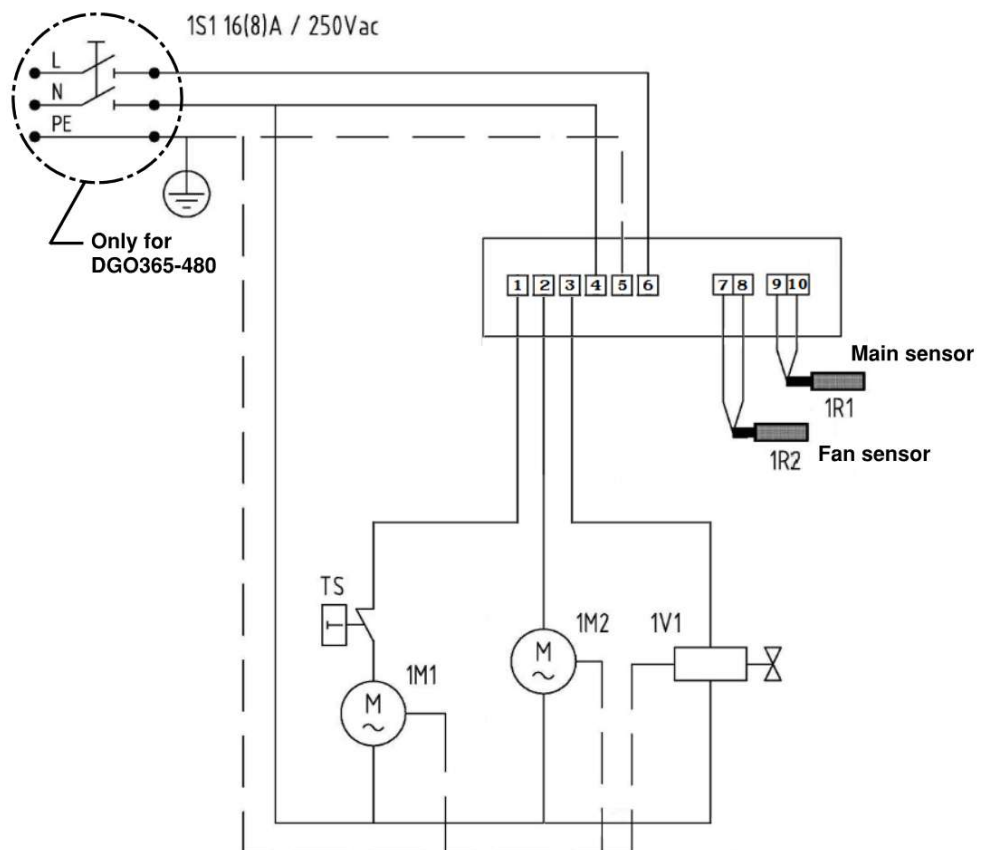 1S1 16(8)A / 250Vac
L
N
PE
Only for
DGO365-480
1 2 3 4 5 6 7 8 9 10
Main sensor
1R1
Fan sensor
1R2
TS
1M2
1V1
M
1M1
M